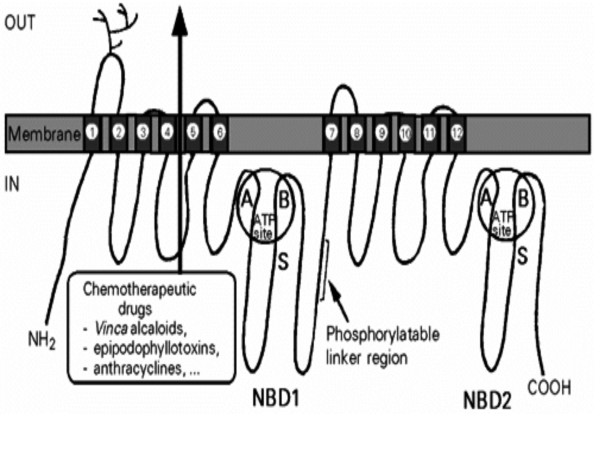 OUT
Membrane
1 2 3 4 5 6 7 8 9 10 11 12
IN
A B
ATP
site
S
A B
ATP
site
S
Chemotherapeutic
drugs
- Vinca alcaloids,
- epipodophyllotoxins,
- anthracyclines, ...
NH2
Phosphorylatable
linker region
NBD1
NBD2
COOH